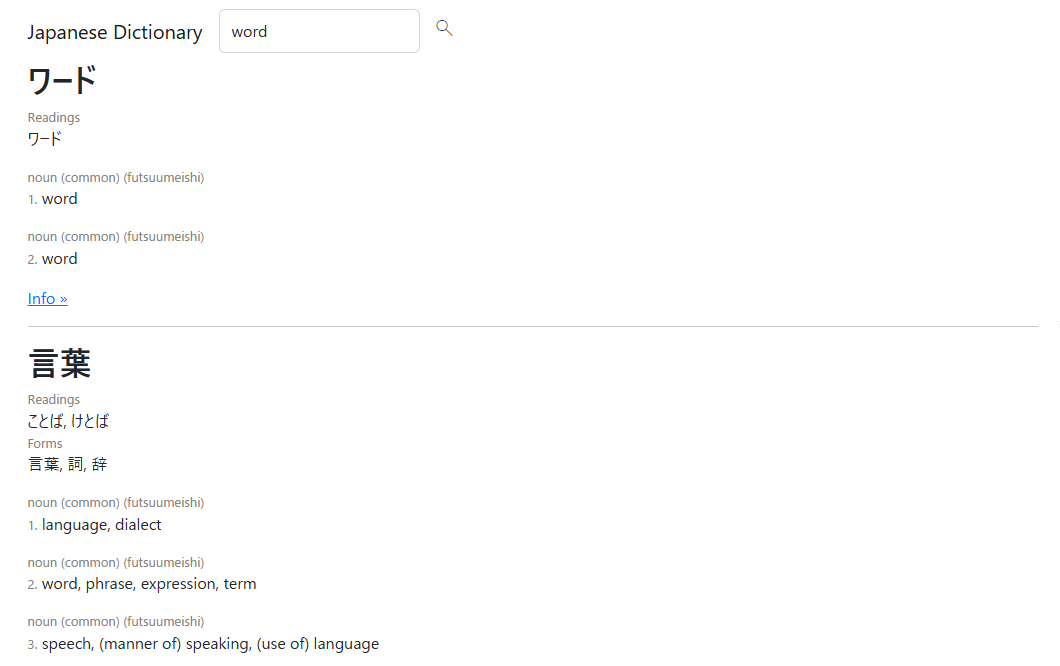 Japanese Dictionary word
ワード
Readings
ワード
noun (common) (futsuumeishi)
1. word
noun (common) (futsuumeishi)
2. word
Info »
言葉
Readings
ことば, けとば
Forms
言葉, 詞, 辞
noun (common) (futsuumeishi)
1. language, dialect
noun (common) (futsuumeishi)
2. word, phrase, expression, term
noun (common) (futsuumeishi)
3. speech, (manner of) speaking, (use of) language